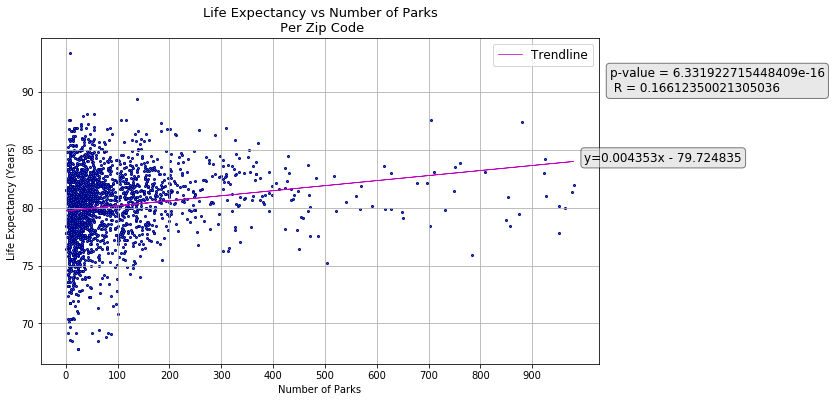 Life Expectancy vs Number of Parks
Per Zip Code
Trendline
p-value = 6.331922715448409e-16
R = 0.16612350021305036
y=0.004353x - 79.724835
Life Expectancy (Years)
90
85
80
75
70
0 100 200 300 400 500 600 700 800 900
Number of Parks